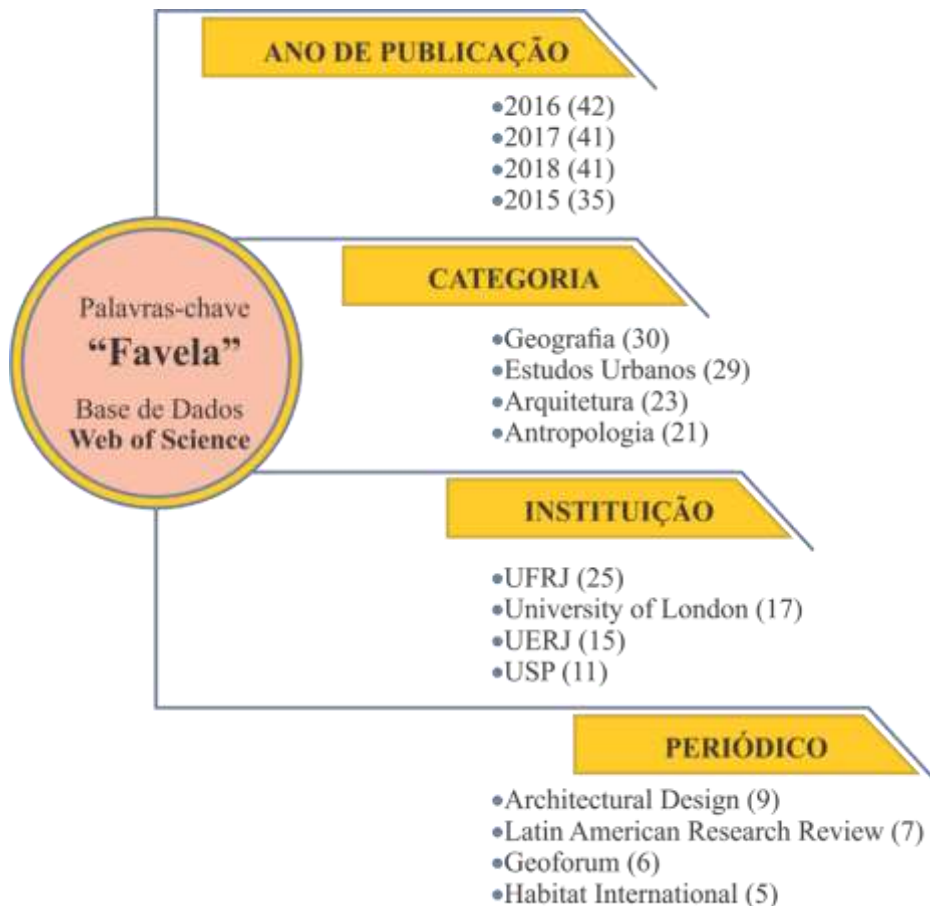 ANO DE PUBLICAÇÃO
•2016 (42)
•2017 (41)
•2018 (41)
•2015 (35)
Palavras-chave
“Favela”
Base de Dados
Web of Science
CATEGORIA
•Geografia (30)
•Estudos Urbanos (29)
•Arquitetura (23)
•Antropologia (21)
INSTITUIÇÃO
•UFRJ (25)
•University of London (17)
•UERJ (15)
•USP (11)
PERIÓDICO
•Architectural Design (9)
•Latin American Research Review (7)
•Geoforum (6)
•Habitat International (5)